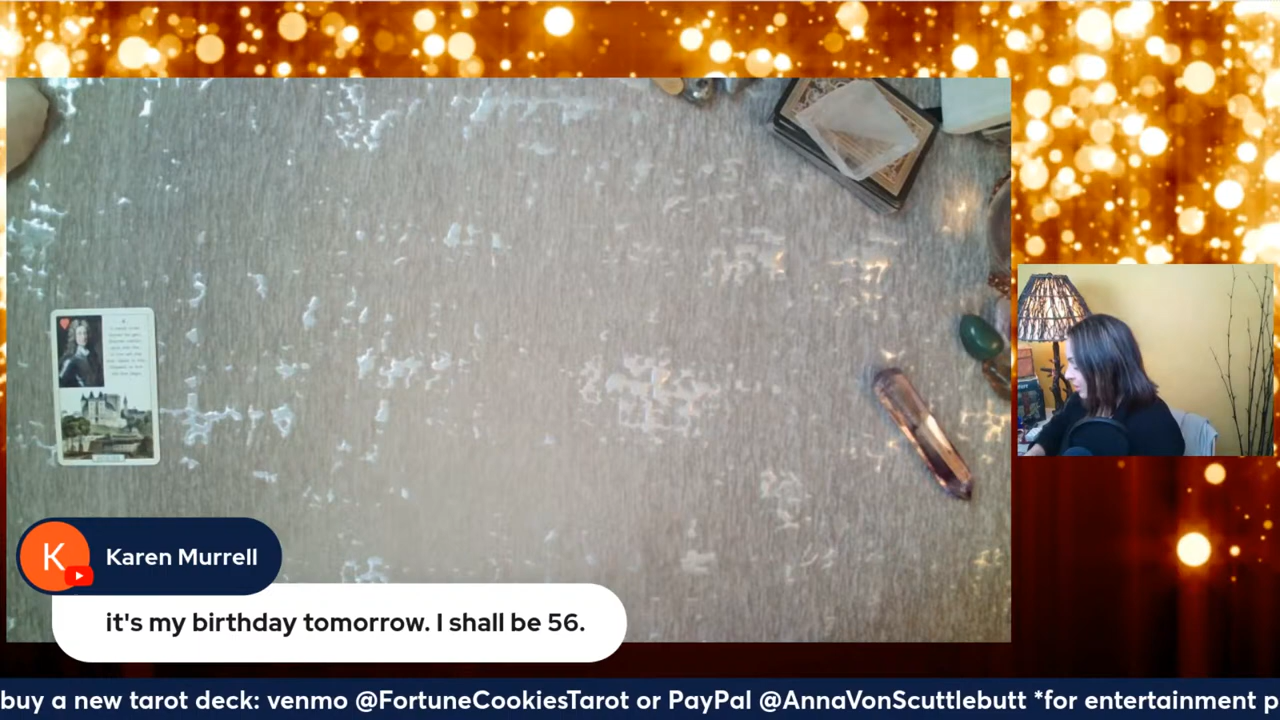 K
Karen Murrell
it's my birthday tomorrow. I shall be 56.
buy a new tarot deck: venmo @FortuneCookiesTarot or PayPal @AnnaVonScuttlebutt *for entertainment p